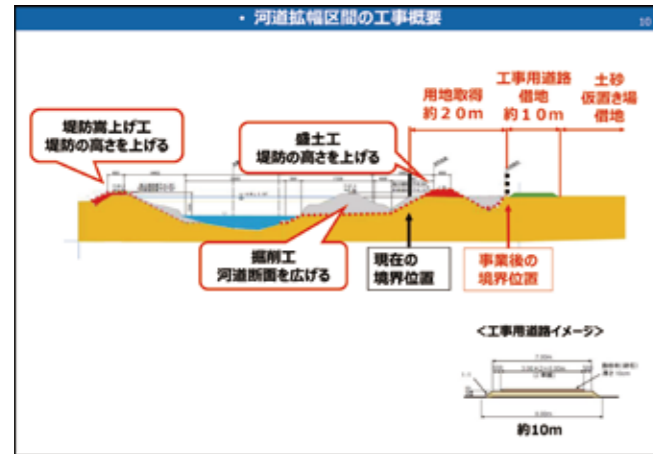 ・ 河道拡幅区間の工事概要
10
堤防嵩上げ工
堤防の高さを上げる
盛土工
堤防の高さを上げる
用地取得
約20m
工事用道路
借地
約10m
土砂
仮置き場
借地
掘削工
河道断面を広げる
現在の
境界位置
事業後の
境界位置
<工事用道路イメージ>
7.00m
約10m